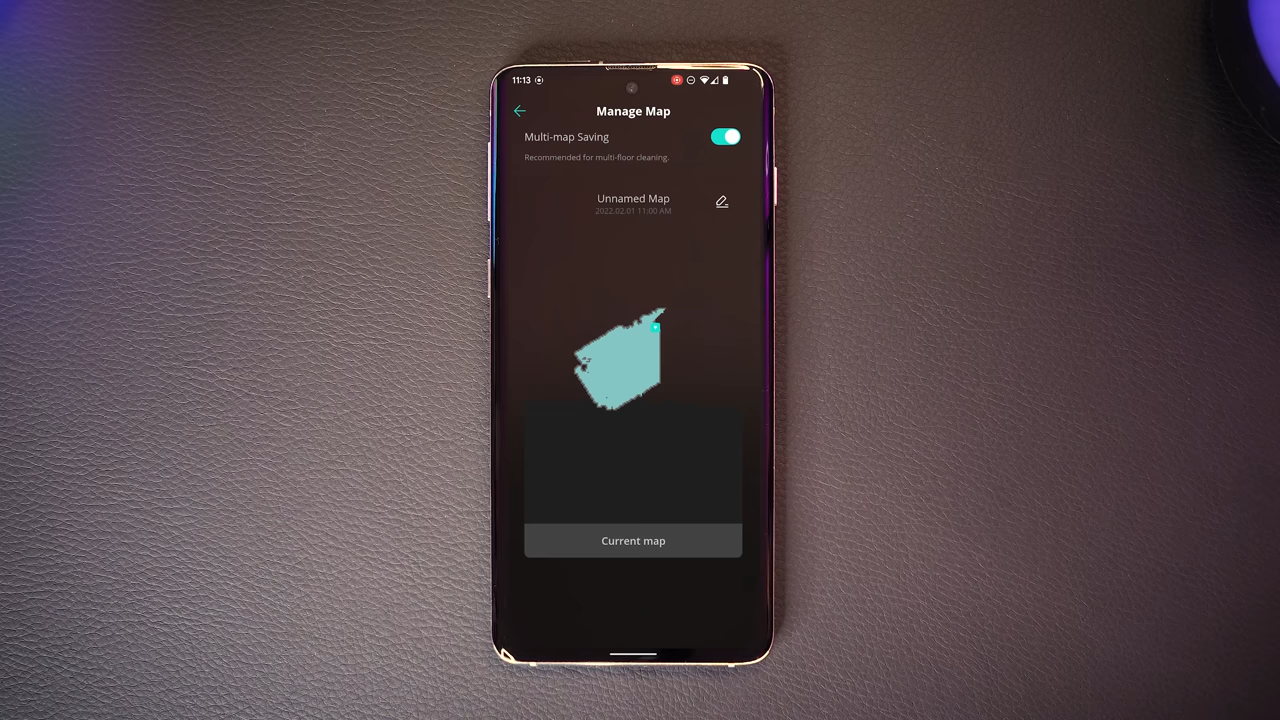 11:13
Manage Map
Multi-map Saving
Recommended for multi-floor cleaning.
Unnamed Map
2022.02.01 11:00 AM
Current map